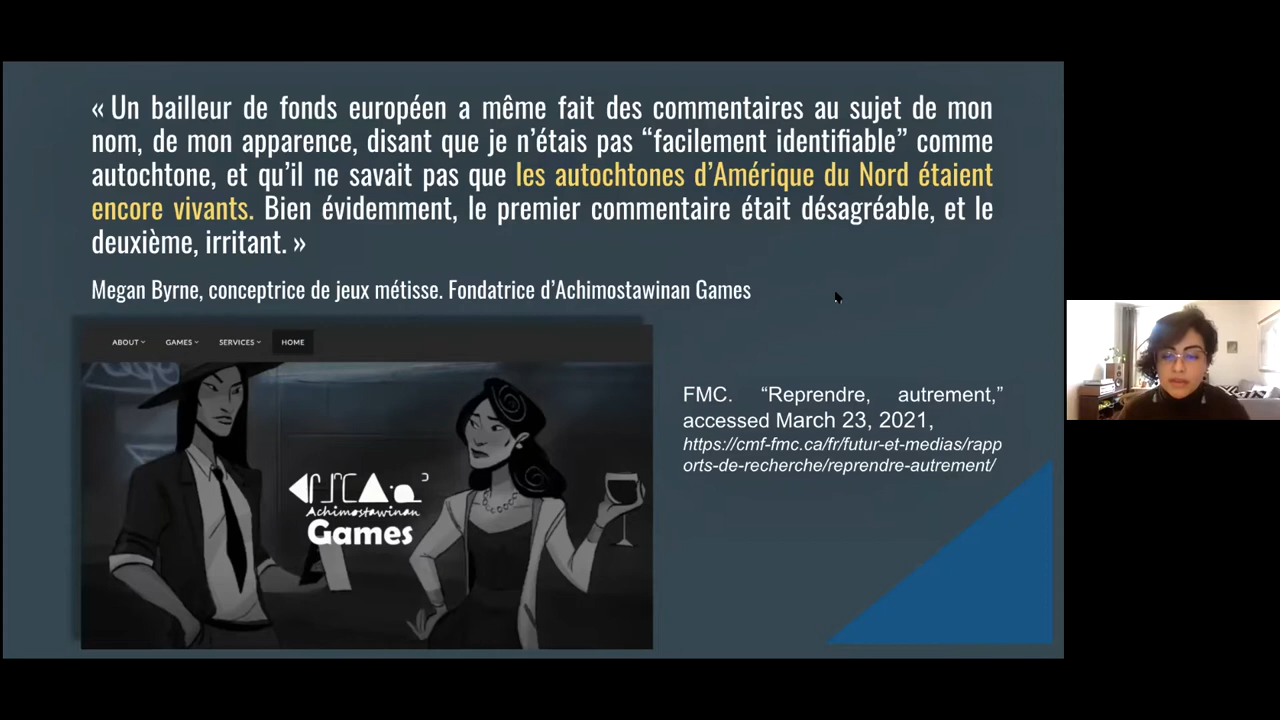 « Un bailleur de fonds européen a même fait des commentaires au sujet de mon
nom, de mon apparence, disant que je n’étais pas “facilement identifiable” comme
autochtone, et qu’il ne savait pas que les autochtones d’Amérique du Nord étaient
encore vivants. Bien évidemment, le premier commentaire était désagréable, et le
deuxième, irritant. »
Megan Byrne, conceptrice de jeux métisse. Fondatrice d’Achimostawinan Games
ABOUT GAMES SERVICES HOME
Achimostawinan
Games
FMC. “Reprendre, autrement,”
accessed March 23, 2021,
https://cmf-fmc.ca/fr/futur-et-medias/rapp
orts-de-recherche/reprendre-autrement/